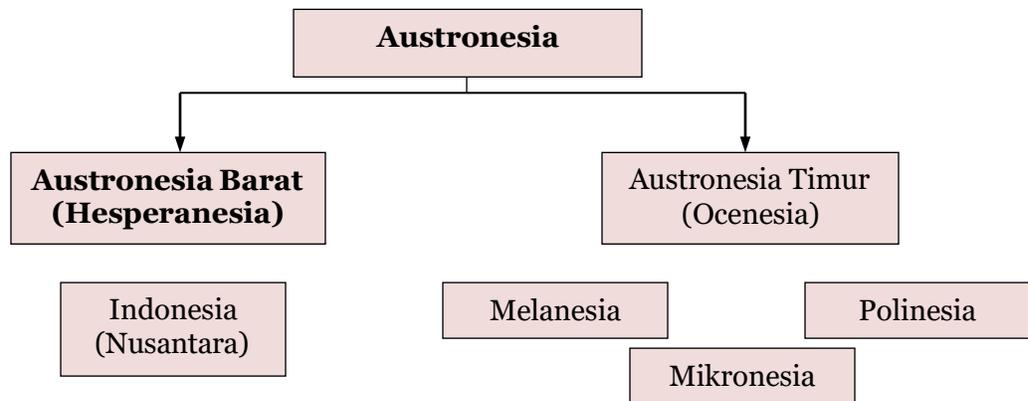 Austronesia
Austronesia Barat
(Hesperanesia)
Austronesia Timur
(Ocenesia)
Indonesia
(Nusantara)
Melanesia
Polinesia
Mikronesia